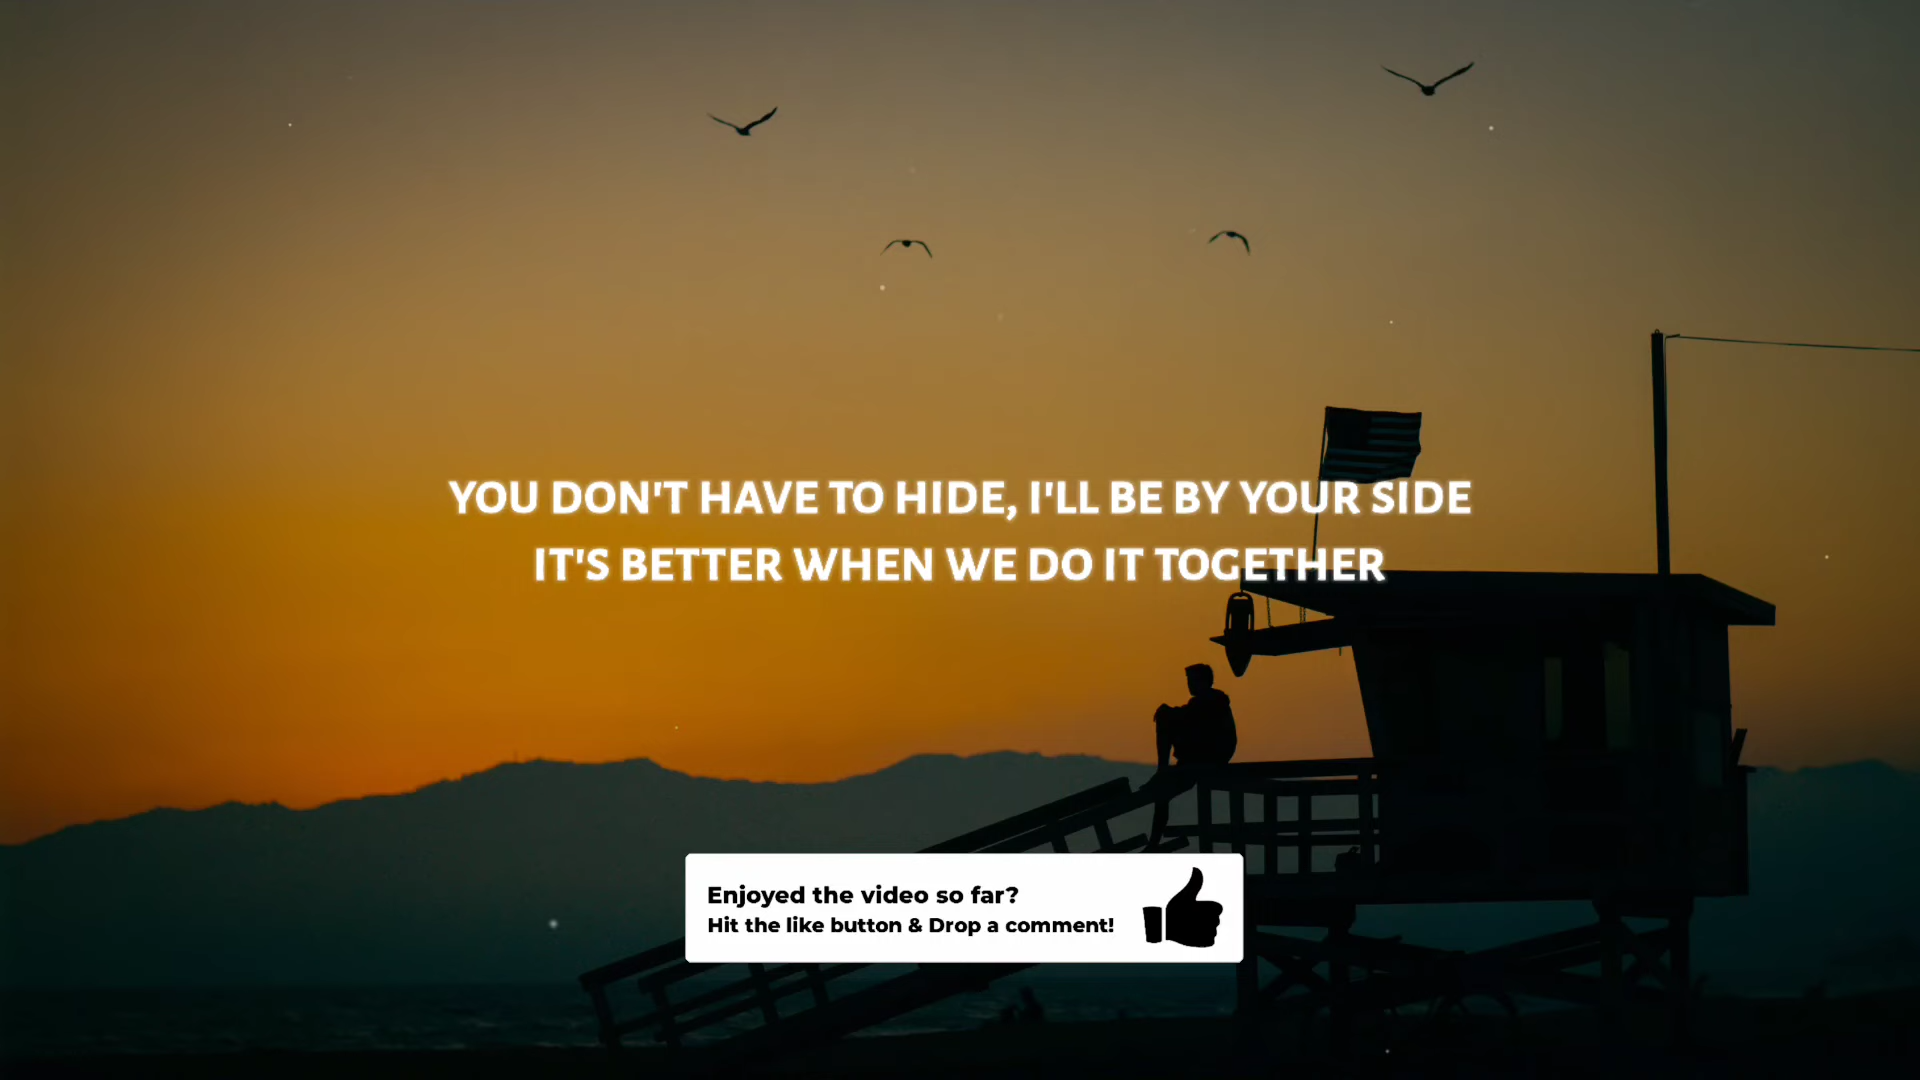 YOU DON'T HAVE TO HIDE, I'LL BE BY YOUR SIDE
IT'S BETTER WHEN WE DO IT TOGETHER
Enjoyed the video so far?
Hit the like button & Drop a comment!